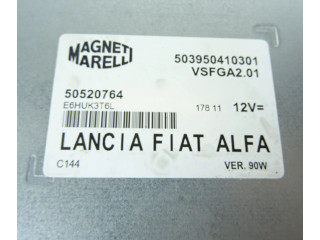 MAGNETI
MARELLI
503950410301
VSFGA2.01
50520764
E6HUK3T6L
178 11 12V=
LANCIA FIAT ALFA
C144 VER. 90W